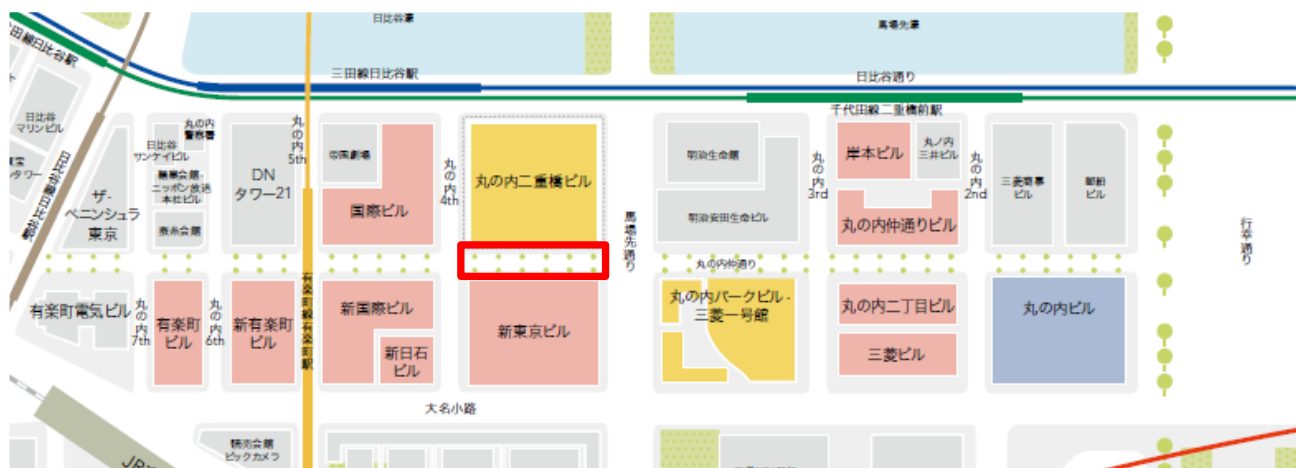 日比谷濠
馬場先濠
代田線日比谷駅
三田線日比谷駅
日比谷通り
千代田線二重橋前駅
日比谷
マリンビル
日比谷
サンケイビル
丸の内
警察署
ニッポン放送
本社ビル
蚕糸会館
ザ・
ペニンシュラ
東京
DN
タワー21
丸の内
5th
帝国劇場
国際ビル
丸の内
4th
丸の内二重橋ビル
馬場先通り
明治生命館
明治安田生命ビル
丸の内
3rd
岸本ビル
丸ノ内
三井ビル
丸の内仲通りビル
丸の内
2nd
三菱商事
ビル
郵船
ビル
行幸通り
丸の内仲通り
有楽町電気ビル
丸の内
7th
有楽町
ビル
丸の内
6th
新有楽町
ビル
有楽町線有楽町駅
新国際ビル
新日石
ビル
新東京ビル
丸の内パークビル・
三菱一号館
丸の内二丁目ビル
三菱ビル
丸の内ビル
大名小路
読売会館
ビックカメラ